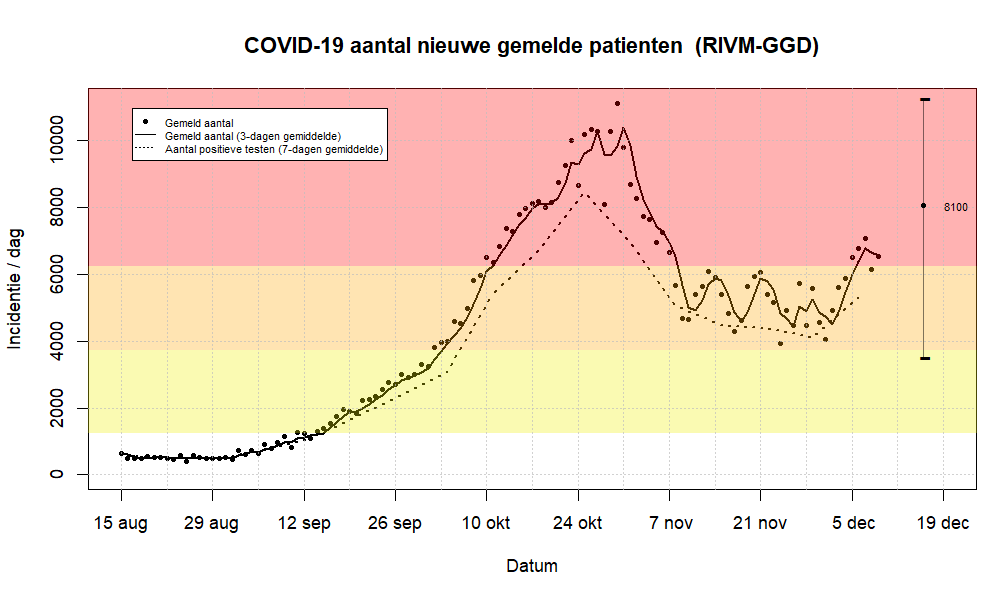 COVID-19 aantal nieuwe gemelde patienten (RIVM-GGD)
Gemeld aantal
Gemeld aantal (3-dagen gemiddelde)
Aantal positieve testen (7-dagen gemiddelde)
Incidentie / dag
10000
8000
6000
4000
2000
0
8100
15 aug 29 aug 12 sep 26 sep 10 okt 24 okt 7 nov 21 nov 5 dec 19 dec
Datum